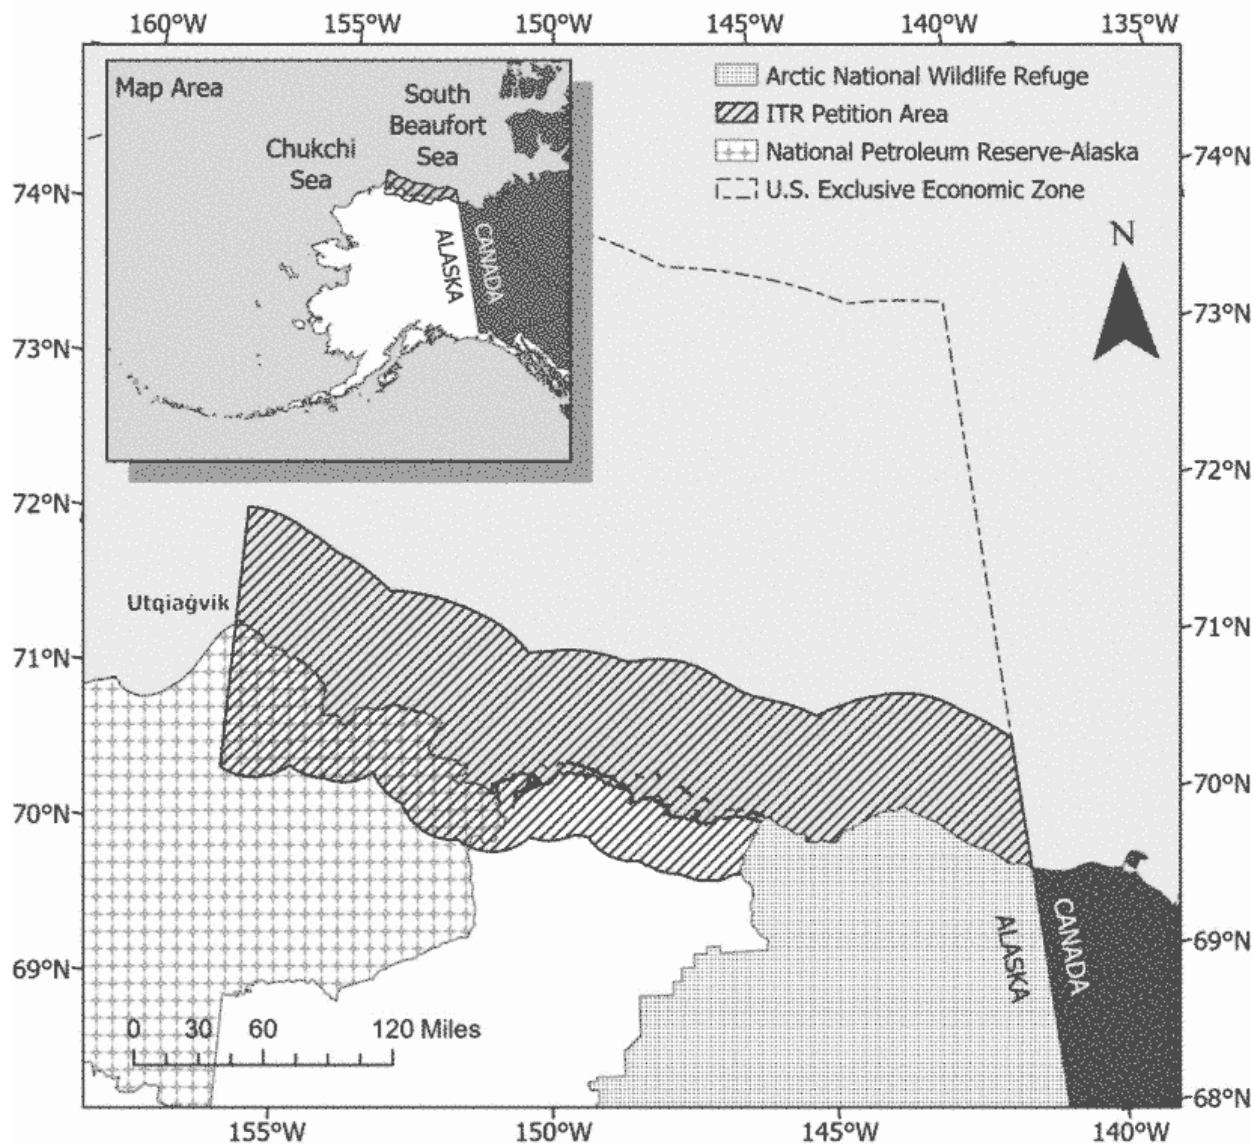 160°W 155°W 150°W 145°W 140°W 135°W
Map Area
South
Beaufort
Sea
Chukchi
Sea
ALASKA
CANADA
Arctic National Wildlife Refuge
ITR Petition Area
National Petroleum Reserve-Alaska
U.S. Exclusive Economic Zone
N
74°N
74°N
73°N
73°N
72°N
72°N
Utqiaġvik
71°N
71°N
70°N
70°N
69°N
69°N
ALASKA
CANADA
0 30 60 120 Miles
68°N
155°W 150°W 145°W 140°W